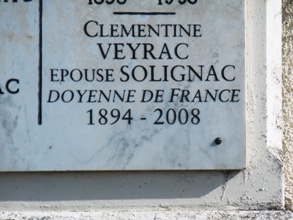 CLEMENTINE
VEYRAC
EPOUSE SOLIGNAC
DOYENNE DE FRANCE
1894 - 2008